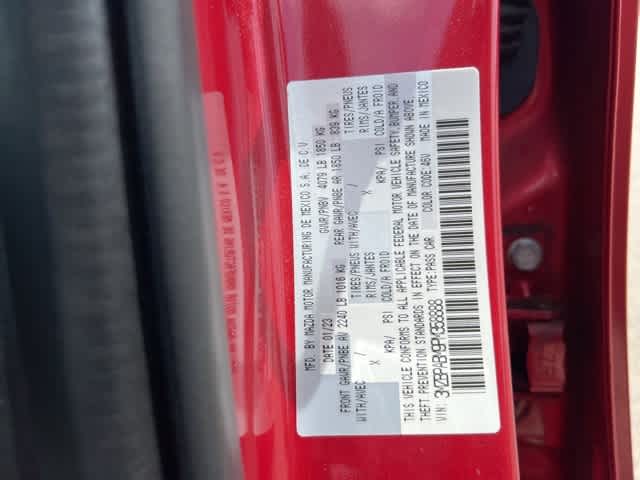 MFD. BY MAZDA MOTOR MANUFACTURING DE MEXICO S.A. DE C.V.
DATE: 01/23 GVWR/PNBV 4079 LB 1850 KG
FRONT GAWR/PNBE AV 2240 LB 1016 KG REAR GAWR/PNBE AR 1850 LB 839 KG
WITH/AVEC / TIRES/PNEUS WITH/AVEC / TIRES/PNEUS
X RIMS/JANTES X RIMS/JANTES
KPA/ PSI COLD/A FROID KPA/ PSI COLD/A FROID
THIS VEHICLE CONFORMS TO ALL APPLICABLE FEDERAL MOTOR VEHICLE SAFETY,BUMPER,AND
THEFT PREVENTION STANDARDS IN EFFECT ON THE DATE OF MANUFACTURE SHOWN ABOVE.
VIN: TYPE:PASS CAR COLOR CODE:46V MADE IN MEXICO